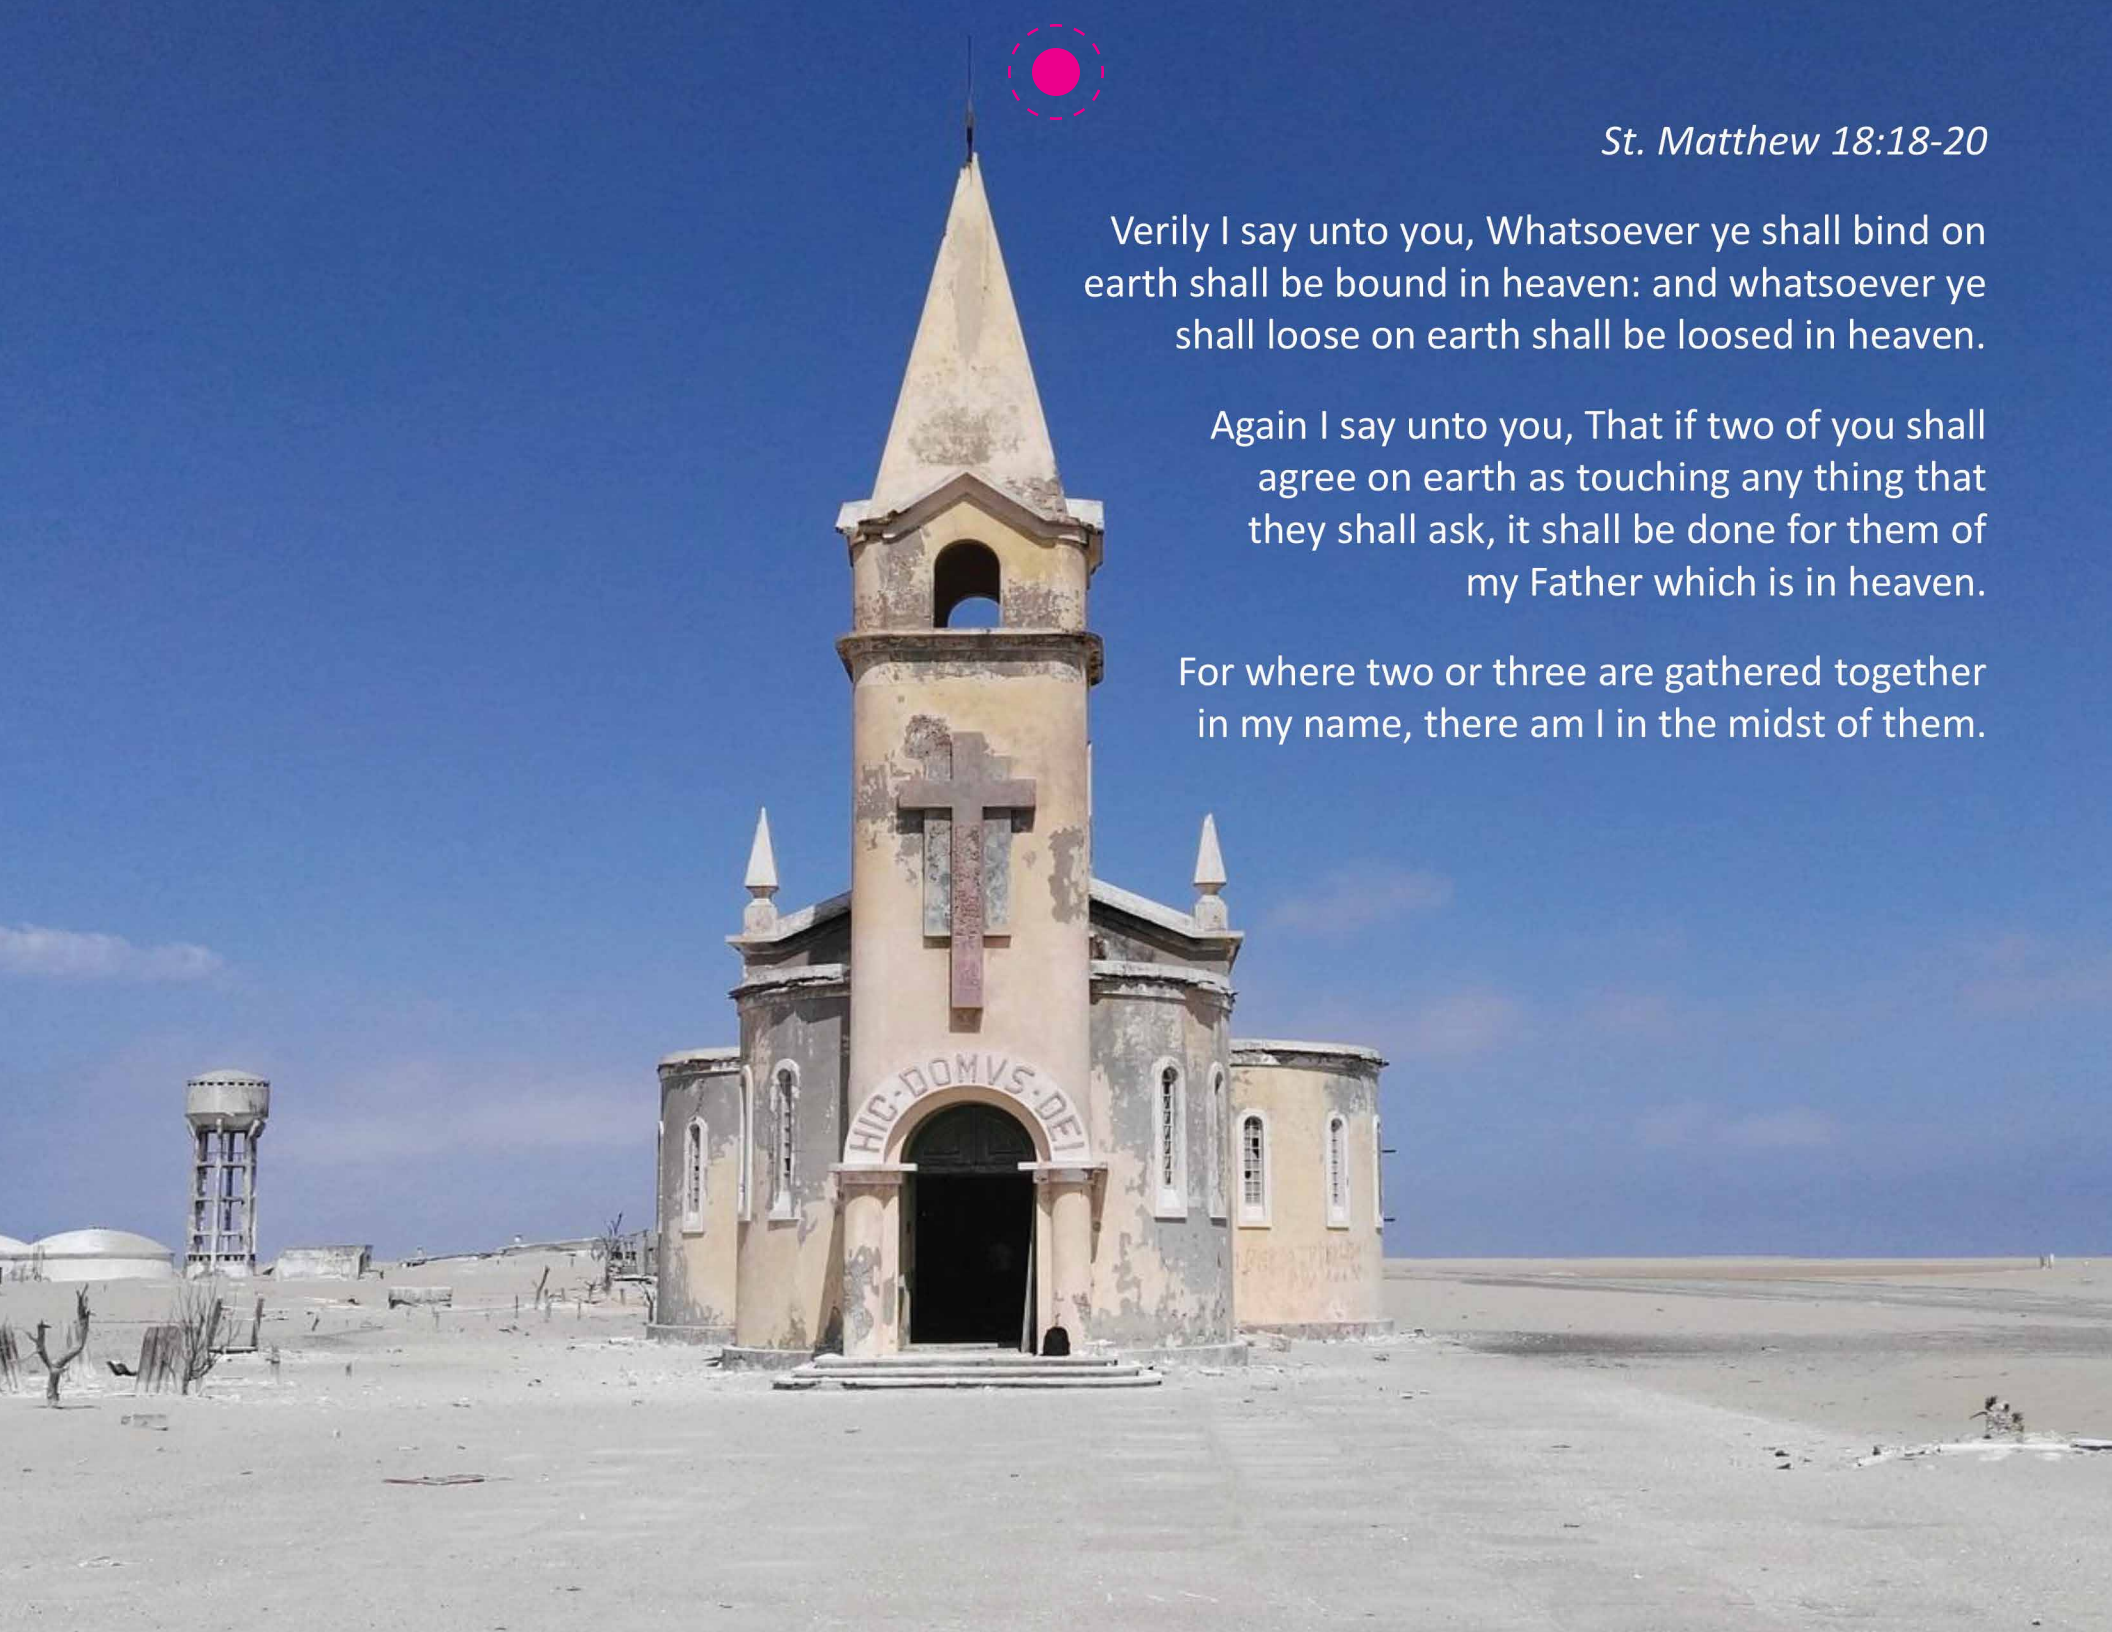 St. Matthew 18:18-20
Verily I say unto you, Whatsoever ye shall bind on
earth shall be bound in heaven: and whatsoever ye
shall loose on earth shall be loosed in heaven.
Again I say unto you, That if two of you shall
agree on earth as touching any thing that
they shall ask, it shall be done for them of
my Father which is in heaven.
For where two or three are gathered together
in my name, there am I in the midst of them.
HIC·DOMVS·DEI